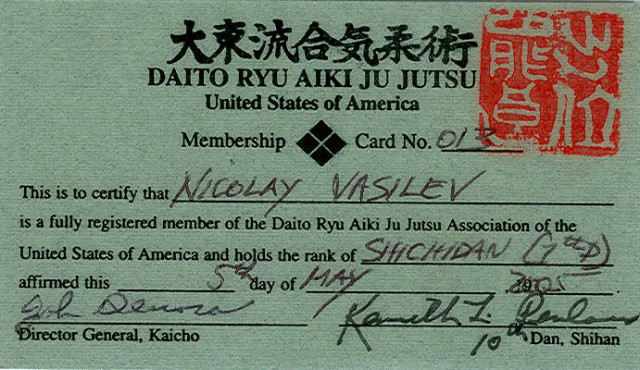 大東流合気柔術
DAITO RYU AIKI JU JUTSU
United States of America
Membership Card No. 013
This is to certify that NICOLAY VASILEV
is a fully registered member of the Daito Ryu Aiki Ju Jutsu Association of the
United States of America and holds the rank of SHICHIDAN (7th D)
affirmed this 5th day of MAY 2005
John Kenneth L.
Director General, Kaicho 10th Dan, Shihan